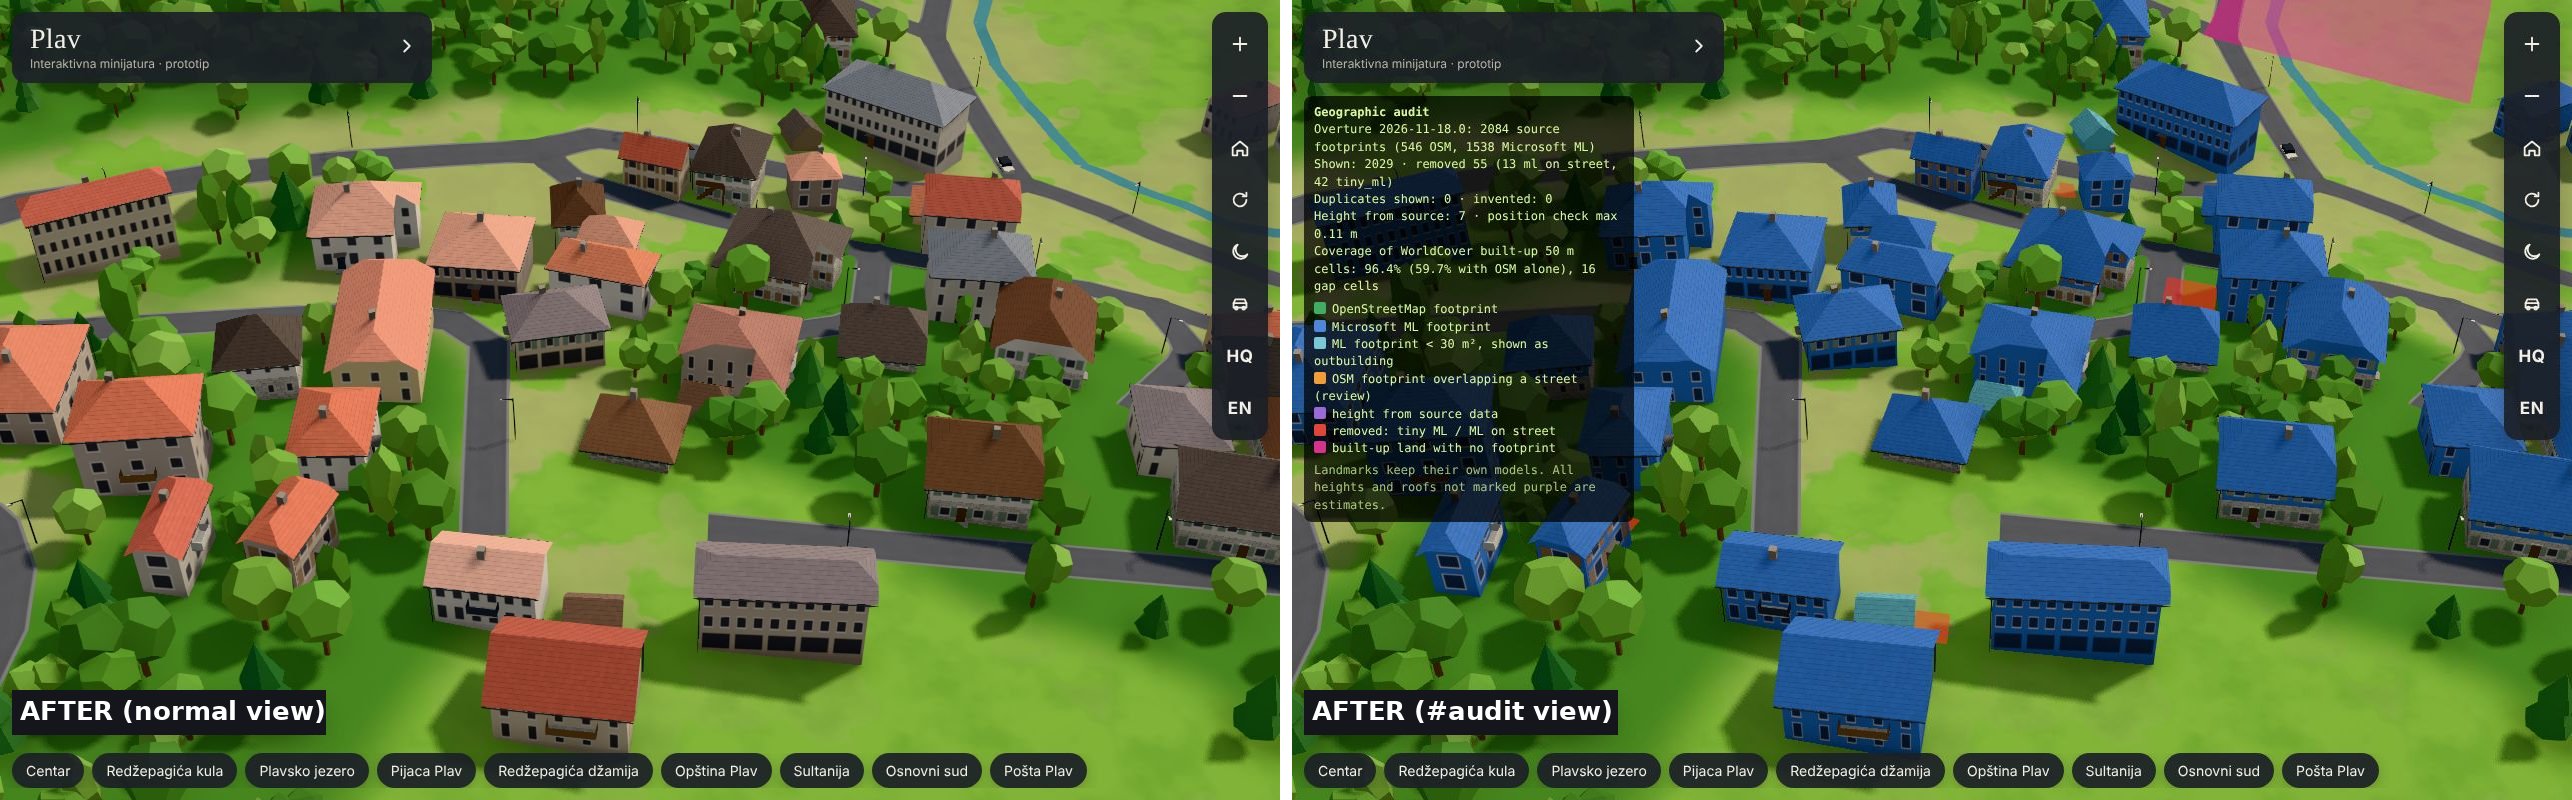 Plav
Interaktivna minijatura · prototip
HQ
EN
AFTER (normal view)
Centar
Redžepagića kula
Plavsko jezero
Pijaca Plav
Redžepagića džamija
Opština Plav
Sultanija
Osnovni sud
Pošta Plav
Plav
Interaktivna minijatura · prototip
Geographic audit
Overture 2026-11-18.0: 2084 source
footprints (546 OSM, 1538 Microsoft ML)
Shown: 2029 · removed 55 (13 ml_on_street,
42 tiny_ml)
Duplicates shown: 0 · invented: 0
Height from source: 7 · position check max
0.11 m
Coverage of WorldCover built-up 50 m
cells: 96.4% (59.7% with OSM alone), 16
gap cells
OpenStreetMap footprint
Microsoft ML footprint
ML footprint < 30 m², shown as
outbuilding
OSM footprint overlapping a street
(review)
height from source data
removed: tiny ML / ML on street
built-up land with no footprint
Landmarks keep their own models. All
heights and roofs not marked purple are
estimates.
HQ
EN
AFTER (#audit view)
Centar
Redžepagića kula
Plavsko jezero
Pijaca Plav
Redžepagića džamija
Opština Plav
Sultanija
Osnovni sud
Pošta Plav